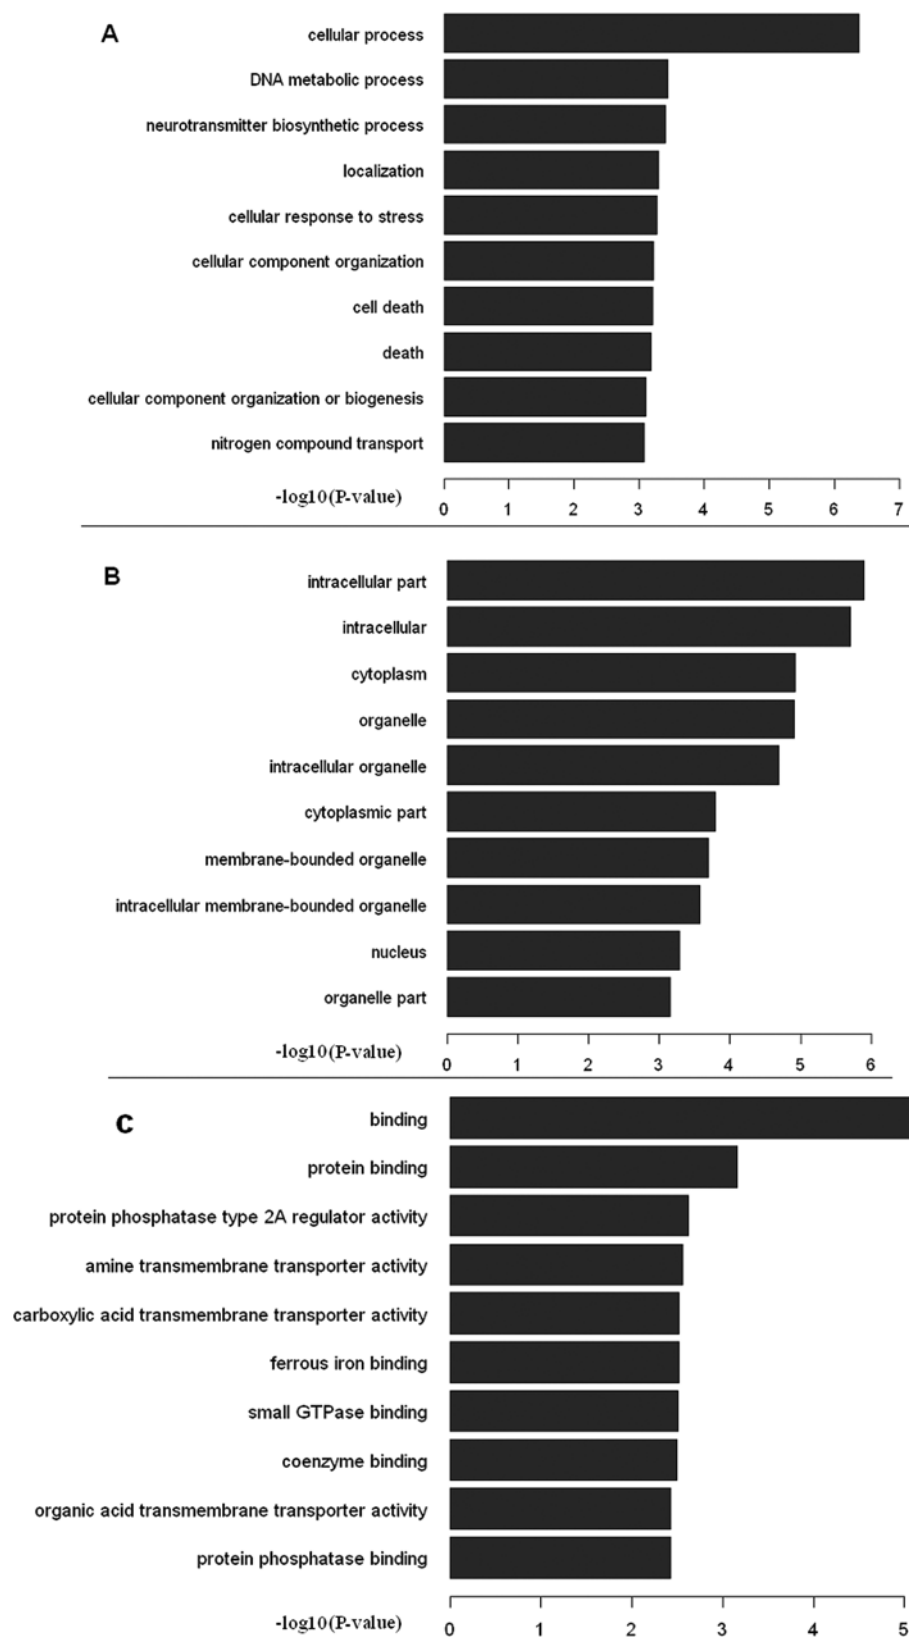 A
cellular process
DNA metabolic process
neurotransmitter biosynthetic process
localization
cellular response to stress
cellular component organization
cell death
death
cellular component organization or biogenesis
nitrogen compound transport
-log10(P-value)
0 1 2 3 4 5 6 7
B
intracellular part
intracellular
cytoplasm
organelle
intracellular organelle
cytoplasmic part
membrane-bounded organelle
intracellular membrane-bounded organelle
nucleus
organelle part
-log10(P-value)
0 1 2 3 4 5 6
C
binding
protein binding
protein phosphatase type 2A regulator activity
amine transmembrane transporter activity
carboxylic acid transmembrane transporter activity
ferrous iron binding
small GTPase binding
coenzyme binding
organic acid transmembrane transporter activity
protein phosphatase binding
-log10(P-value)
0 1 2 3 4 5